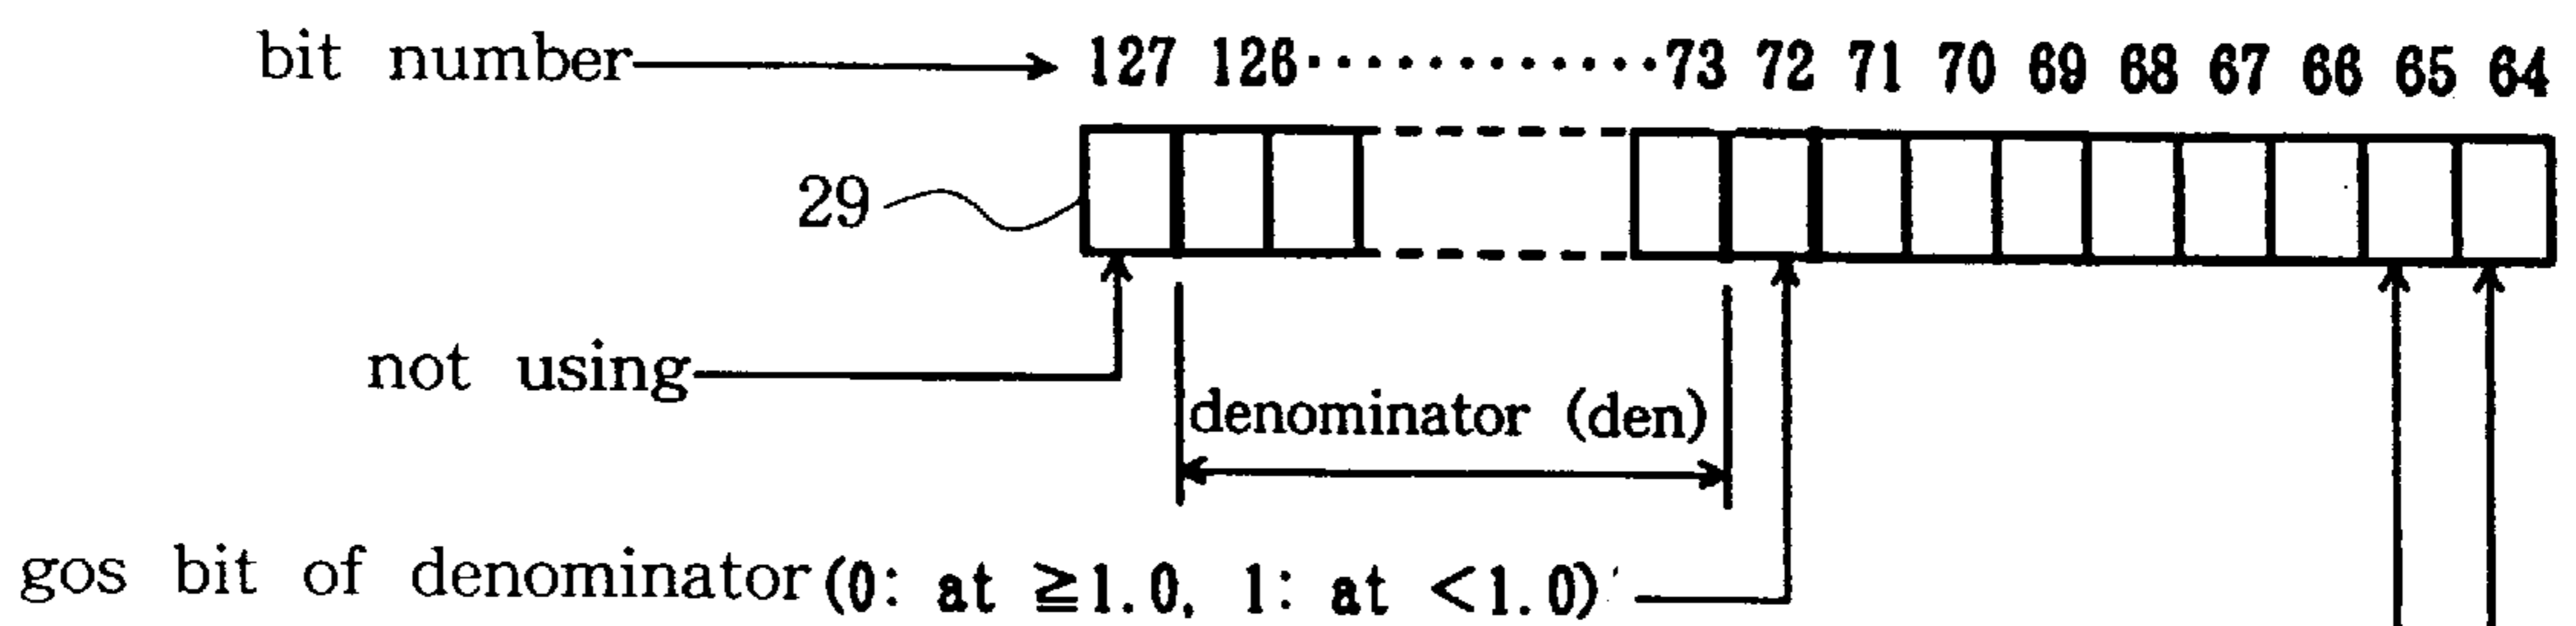 bit number 127 126 ············ 73 72 71 70 69 68 67 66 65 64
29
not using
denominator (den)
gos bit of denominator (0: at ≧1.0, 1: at <1.0)